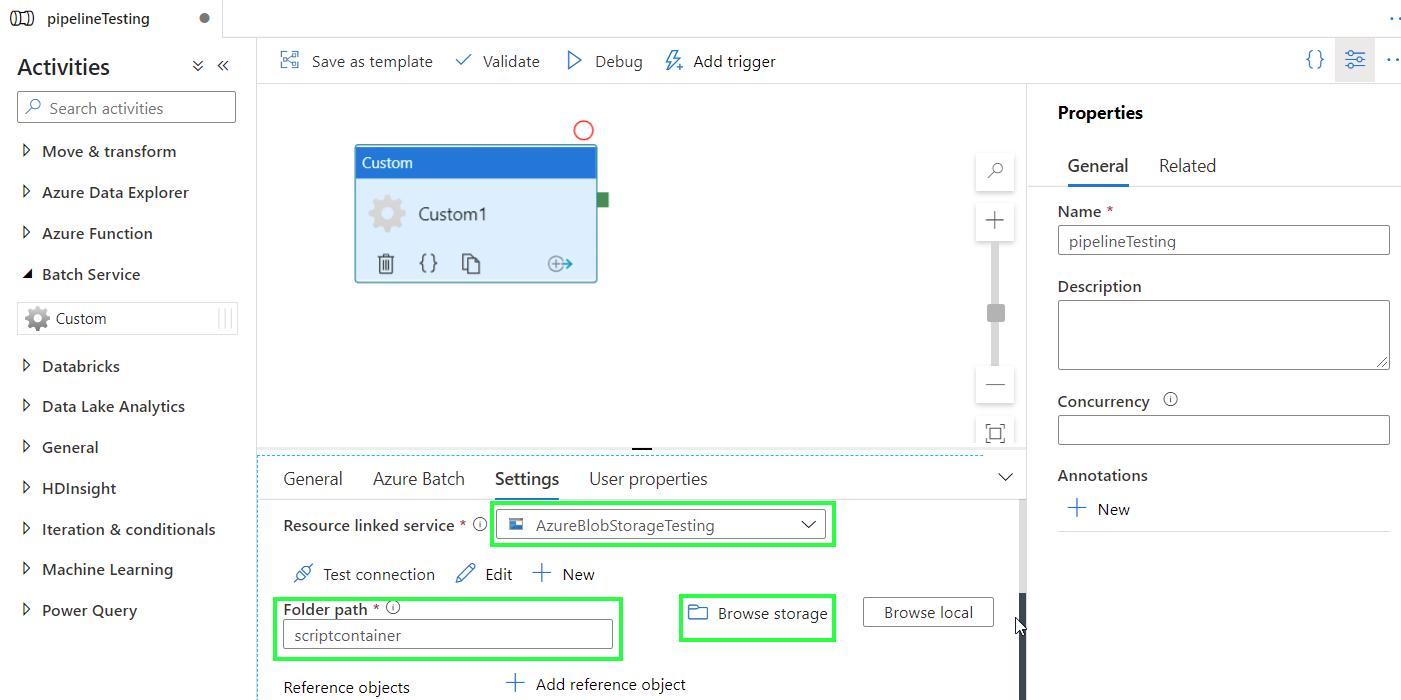 pipelineTesting
Activities
Search activities
Move & transform
Azure Data Explorer
Azure Function
Batch Service
Custom
Databricks
Data Lake Analytics
General
HDInsight
Iteration & conditionals
Machine Learning
Power Query
Save as template
Validate
Debug
Add trigger
{}
Custom
Custom1
{}
General
Azure Batch
Settings
User properties
Resource linked service *
AzureBlobStorageTesting
Test connection
Edit
New
Folder path *
scriptcontainer
Browse storage
Browse local
Reference objects
Add reference object
Properties
General
Related
Name *
pipelineTesting
Description
Concurrency
Annotations
New